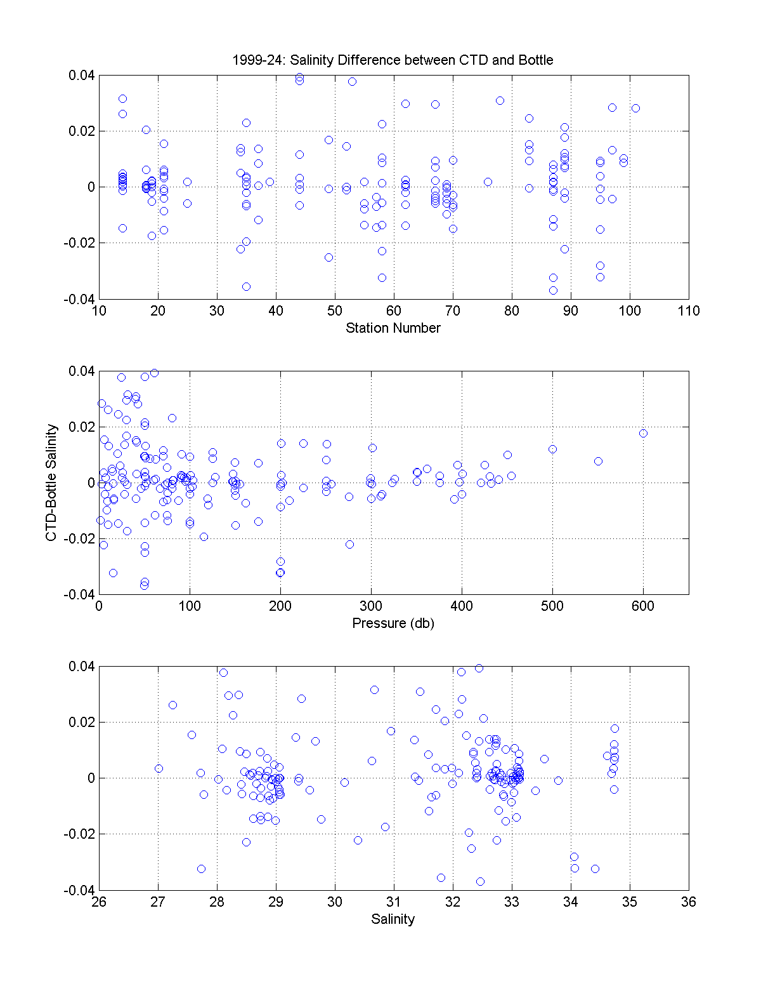 1999-24: Salinity Difference between CTD and Bottle
0.04
0.02
0
-0.02
-0.04
10 20 30 40 50 60 70 80 90 100 110
Station Number
CTD-Bottle Salinity
0.04
0.02
0
-0.02
-0.04
0 100 200 300 400 500 600
Pressure (db)
0.04
0.02
0
-0.02
-0.04
26 27 28 29 30 31 32 33 34 35 36
Salinity